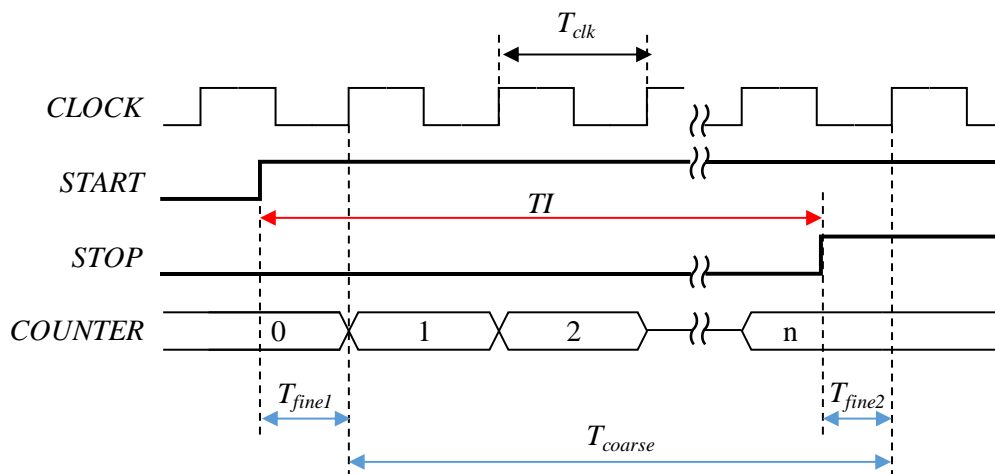 T_clk
CLOCK
START
TI
STOP
COUNTER 0 1 2 n
T_fine1 T_fine2
T_coarse